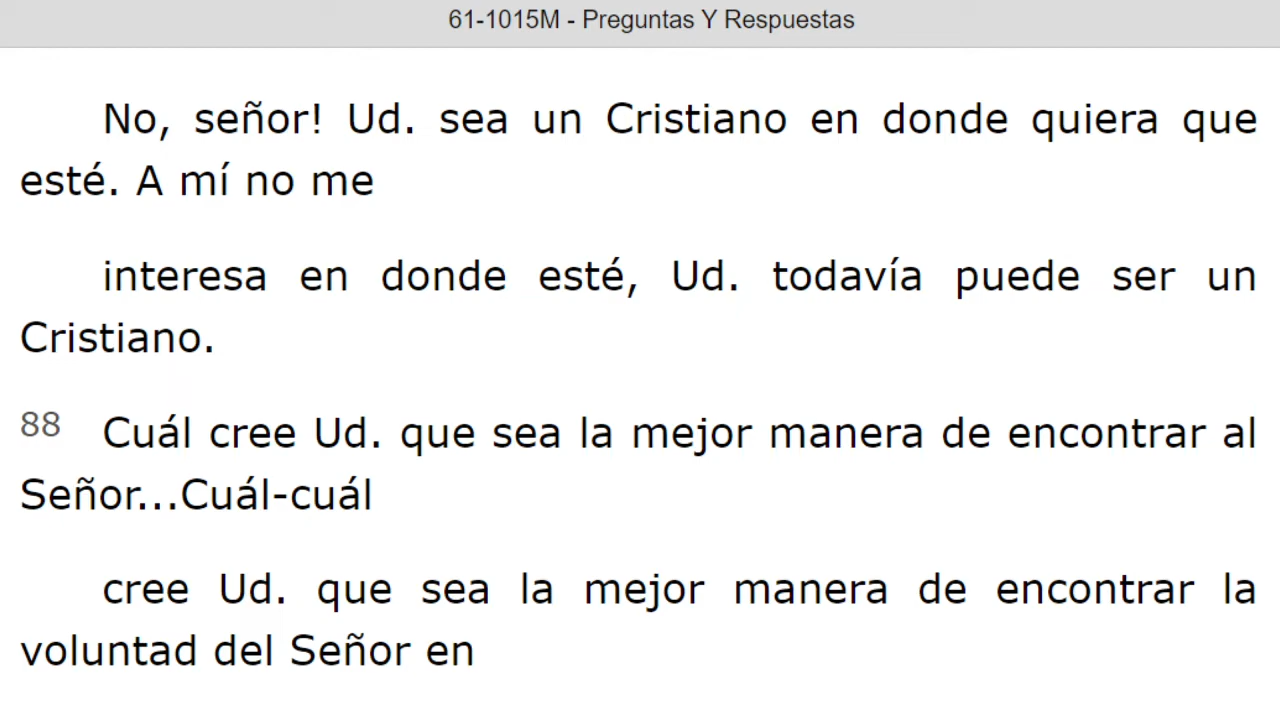 61-1015M - Preguntas Y Respuestas
No, señor! Ud. sea un Cristiano en donde quiera que
esté. A mí no me
interesa en donde esté, Ud. todavía puede ser un
Cristiano.
88 Cuál cree Ud. que sea la mejor manera de encontrar al
Señor...Cuál-cuál
cree Ud. que sea la mejor manera de encontrar la
voluntad del Señor en